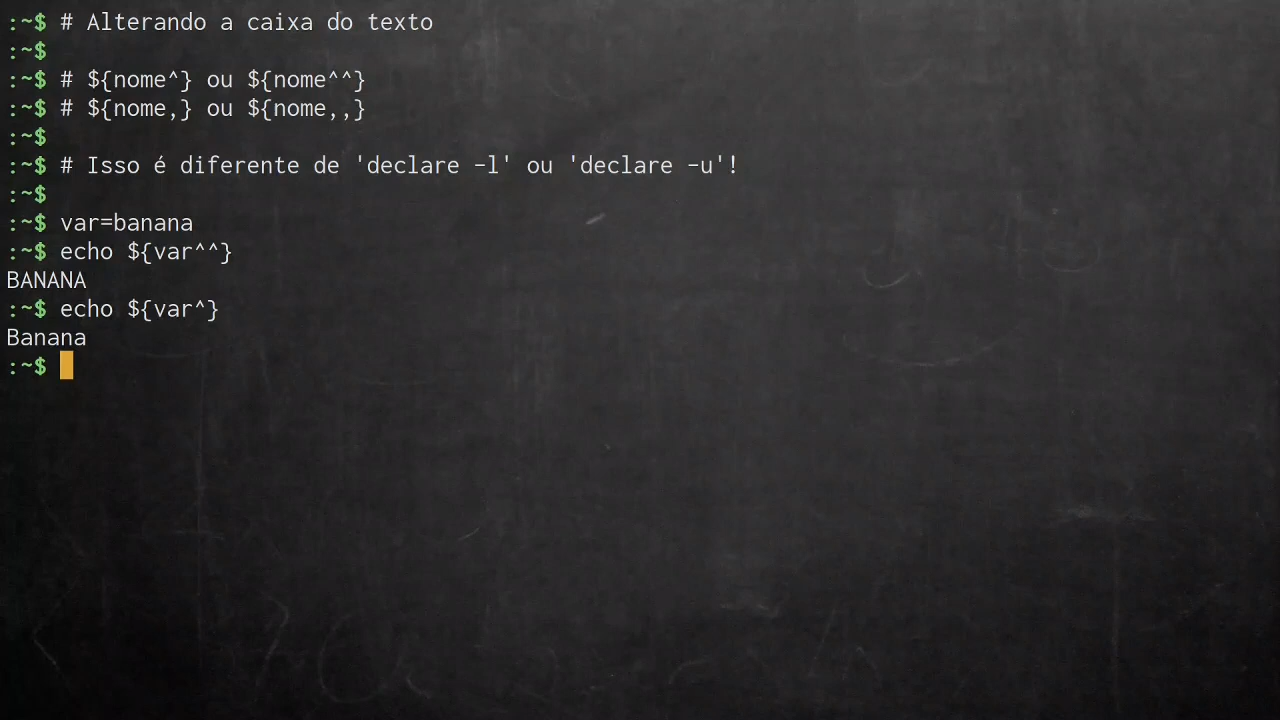 :~$ # Alterando a caixa do texto
:~$
:~$ # ${nome^} ou ${nome^^}
:~$ # ${nome,} ou ${nome,,}
:~$
:~$ # Isso é diferente de 'declare -l' ou 'declare -u'!
:~$
:~$ var=banana
:~$ echo ${var^^}
BANANA
:~$ echo ${var^}
Banana
:~$